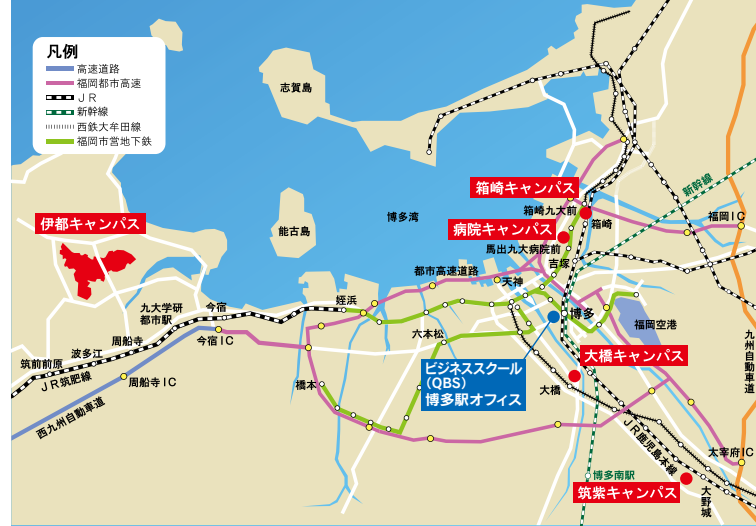 凡例
高速道路
福岡都市高速
ＪＲ
新幹線
西鉄大牟田線
福岡市営地下鉄
志賀島
能古島
博多湾
伊都キャンパス
箱崎キャンパス
箱崎九大前
箱崎
病院キャンパス
馬出九大病院前
吉塚
新幹線
福岡IC
都市高速道路
天神
博多
福岡空港
九州自動車道
姪浜
今宿
九大学研
都市駅
今宿IC
周船寺
波多江
筑前前原
JR筑肥線
周船寺IC
西九州自動車道
六本松
橋本
ビジネススクール
(QBS)
博多駅オフィス
大橋キャンパス
大橋
JR鹿児島本線
太宰府IC
博多南駅
筑紫キャンパス
大野城